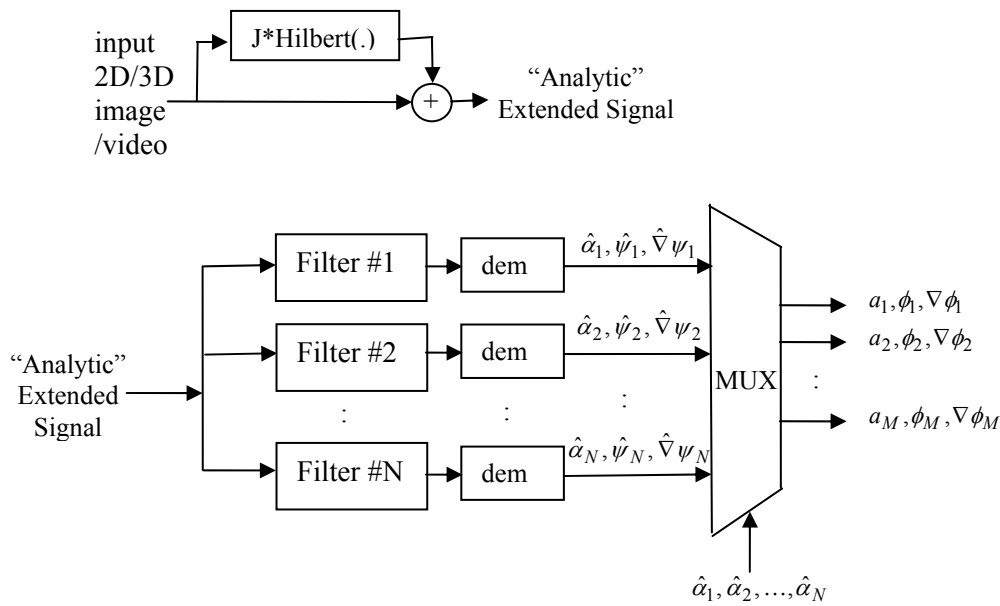 input
2D/3D
image
/video
J*Hilbert(.)
+
“Analytic”
Extended Signal
“Analytic”
Extended
Signal
Filter #1
dem
α̂₁, ψ̂₁, ∇̂ψ₁
Filter #2
dem
α̂₂, ψ̂₂, ∇̂ψ₂
⋮ ⋮ ⋮
Filter #N
dem
α̂_N, ψ̂_N, ∇̂ψ_N
MUX
a₁, ϕ₁, ∇ϕ₁
a₂, ϕ₂, ∇ϕ₂
⋮
a_M, ϕ_M, ∇ϕ_M
α̂₁, α̂₂, …, α̂_N